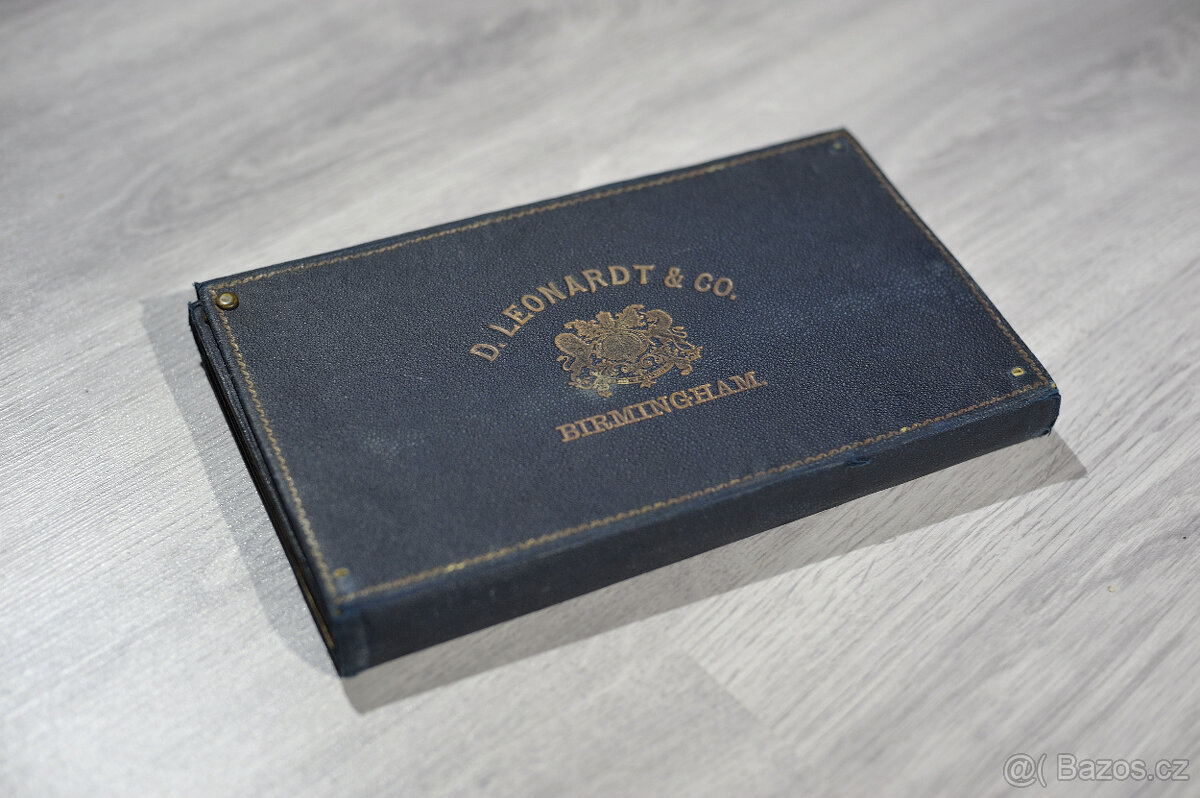 D. LEONARDT & CO.
BIRMINGHAM.
@( Bazos.cz